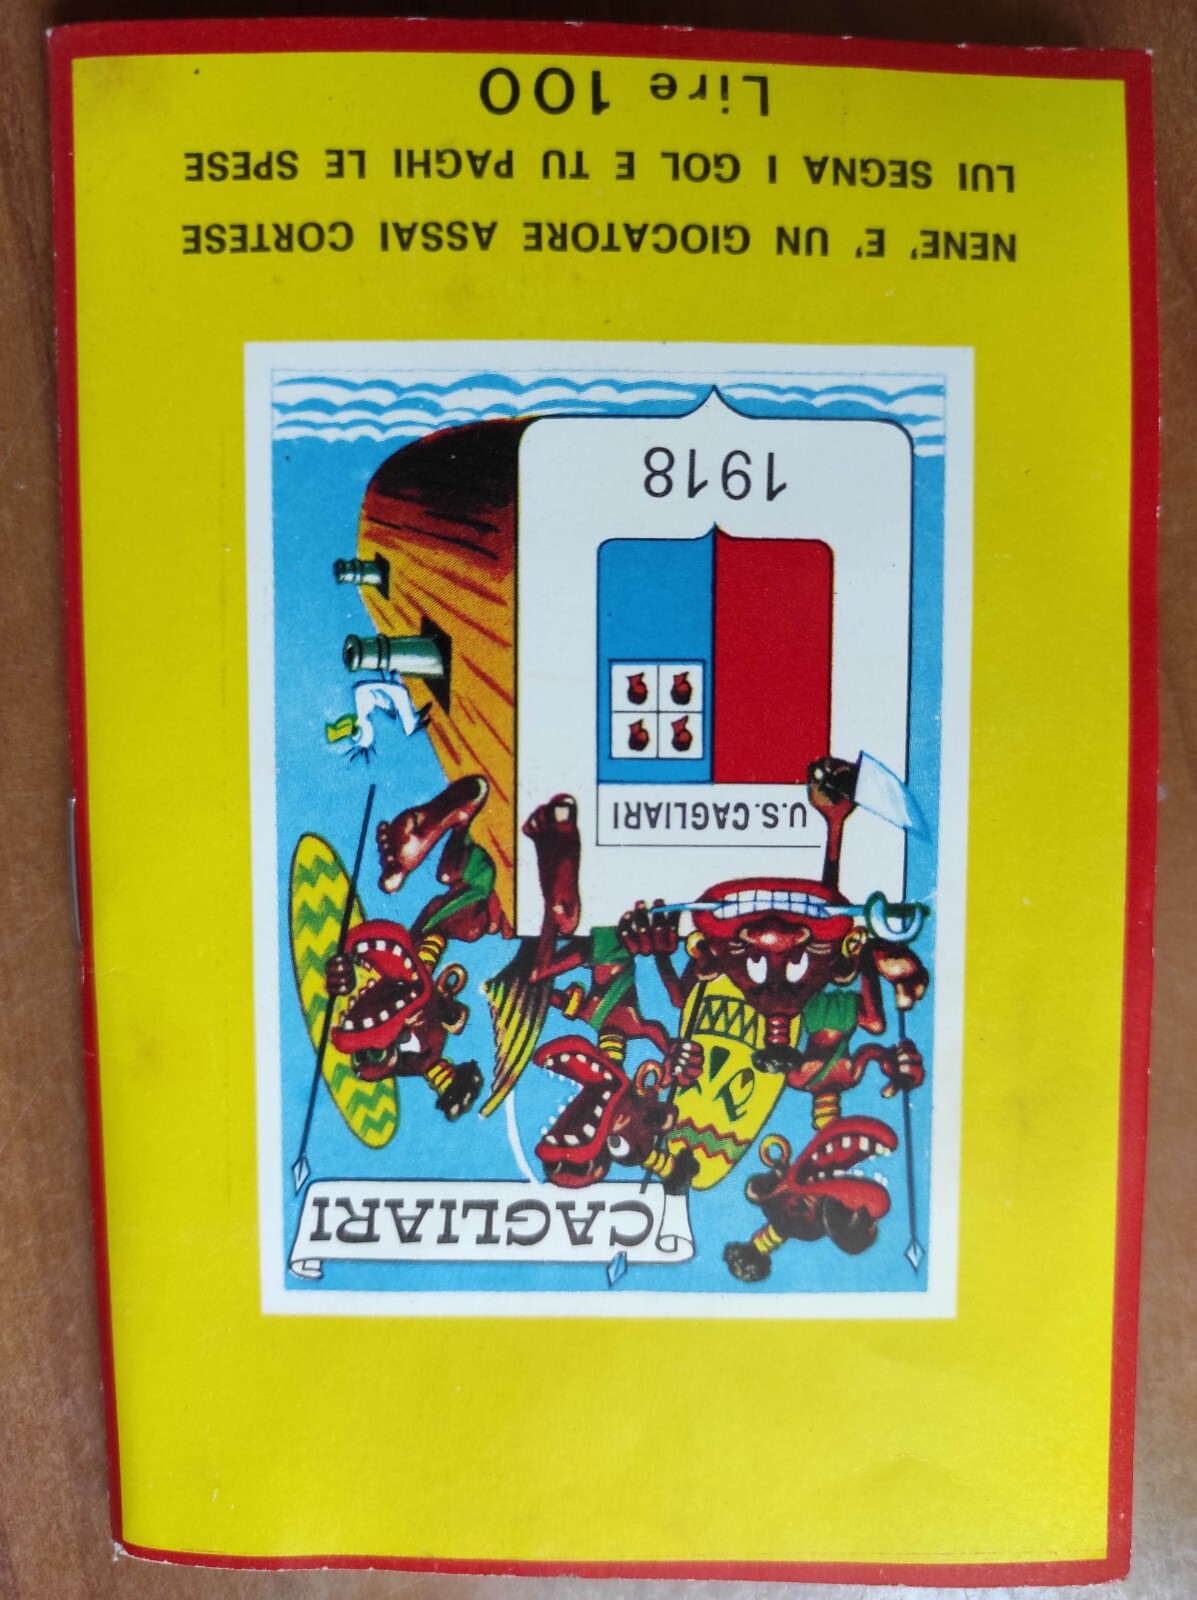 CAGLIARI
U.S. CAGLIARI
1918
NENE' E' UN GIOCATORE ASSAI CORTESE
LUI SEGNA I GOL E TU PAGHI LE SPESE
Lire 100